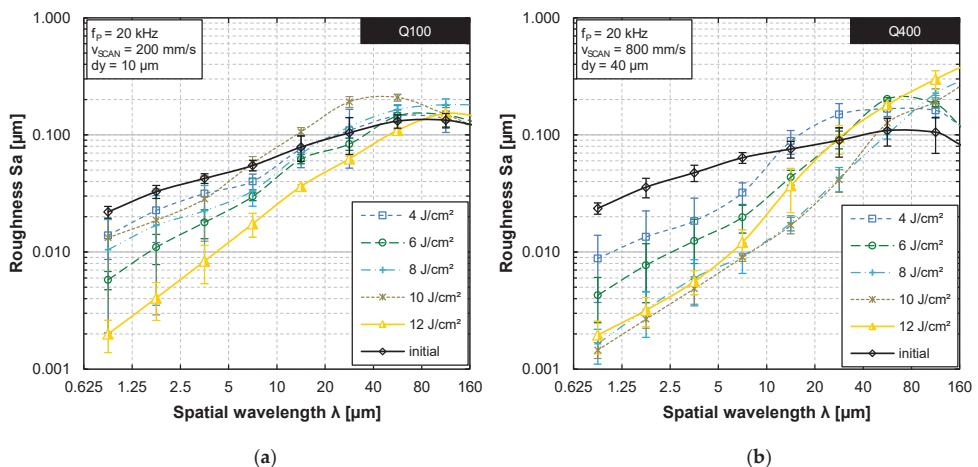 f_P = 20 kHz
v_SCAN = 200 mm/s
dy = 10 µm
Q100
Roughness Sa [µm]
1.000
0.100
0.010
0.001
4 J/cm²
6 J/cm²
8 J/cm²
10 J/cm²
12 J/cm²
initial
0.625 1.25 2.5 5 10 20 40 80 160
Spatial wavelength λ [µm]
(a)
f_P = 20 kHz
v_SCAN = 800 mm/s
dy = 40 µm
Q400
Roughness Sa [µm]
1.000
0.100
0.010
0.001
4 J/cm²
6 J/cm²
8 J/cm²
10 J/cm²
12 J/cm²
initial
0.625 1.25 2.5 5 10 20 40 80 160
Spatial wavelength λ [µm]
(b)